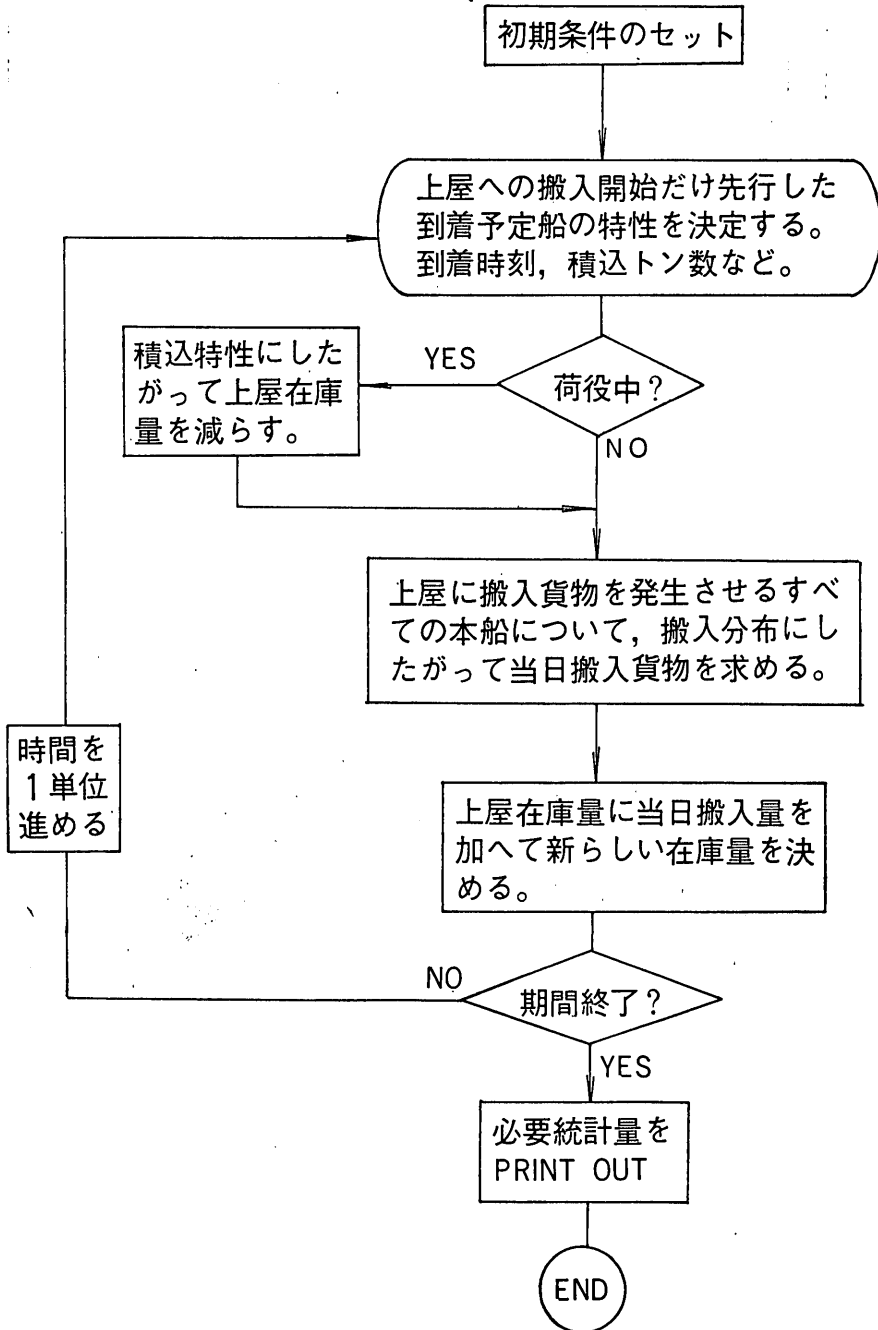 初期条件のセット
上屋への搬入開始だけ先行した
到着予定船の特性を決定する。
到着時刻，積込トン数など。
荷役中？
YES
積込特性にした
がって上屋在庫
量を減らす。
NO
上屋に搬入貨物を発生させるすべ
ての本船について，搬入分布にし
たがって当日搬入貨物を求める。
時間を
1単位
進める
上屋在庫量に当日搬入量を
加へて新らしい在庫量を決
める。
期間終了？
NO
YES
必要統計量を
PRINT OUT
END